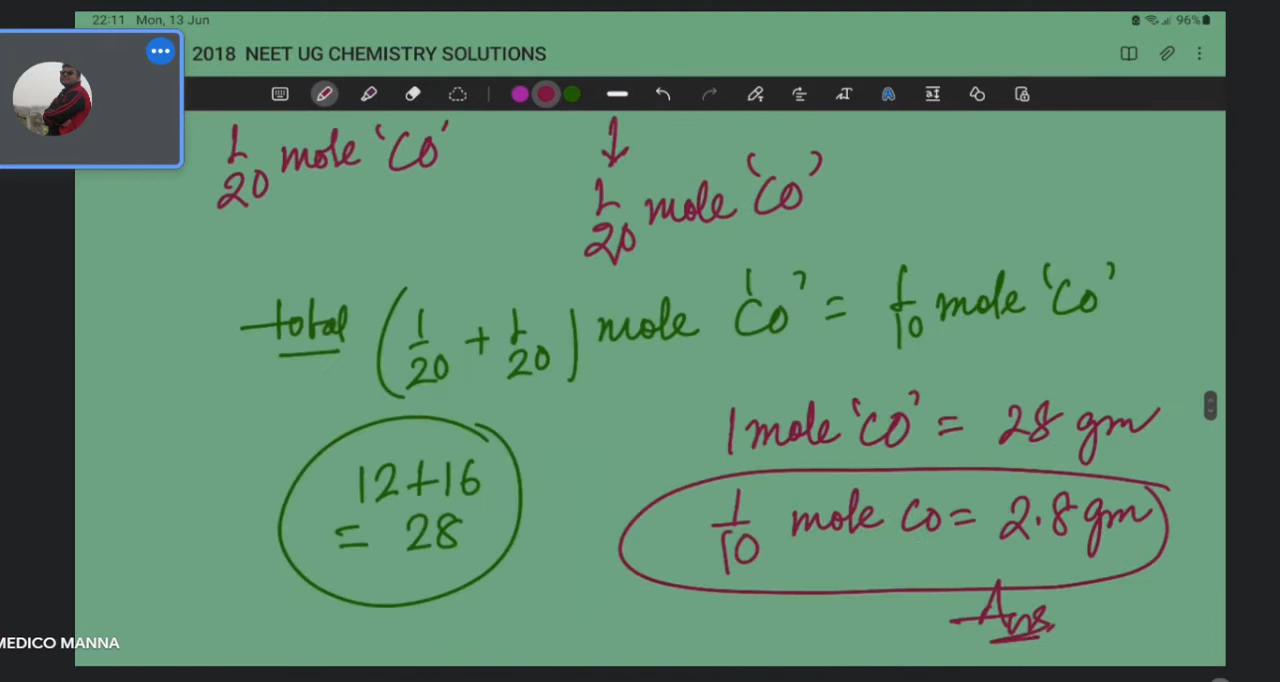 22:11 Mon, 13 Jun 96%
2018 NEET UG CHEMISTRY SOLUTIONS
1/20 mole 'CO'
1/20 mole 'CO'
total (1/20 + 1/20) mole 'CO' = 1/10 mole 'CO'
1 mole 'CO' = 28 gm
12+16
= 28
1/10 mole CO = 2.8 gm
Ans.
MEDICO MANNA